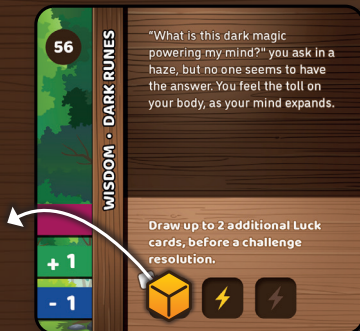 56
WISDOM • DARK RUNES
"What is this dark magic
powering my mind?" you ask in a
haze, but no one seems to have
the answer. You feel the toll on
your body, as your mind expands.
Draw up to 2 additional Luck
cards, before a challenge
resolution.
+ 1
- 1